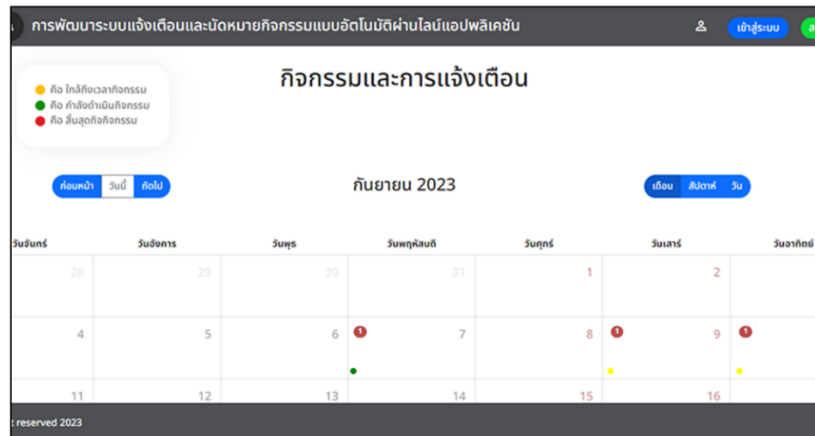 การพัฒนาระบบแจ้งเตือนและนัดหมายกิจกรรมแบบอัตโนมัติผ่านไลน์แอปพลิเคชัน เข้าสู่ระบบ
กิจกรรมและการแจ้งเตือน
คือ ใกล้ถึงเวลากิจกรรม
คือ กำลังดำเนินกิจกรรม
คือ สิ้นสุดกิจกิจกรรม
ก่อนหน้า วันนี้ ถัดไป กันยายน 2023 เดือน สัปดาห์ วัน
วันจันทร์ วันอังคาร วันพุธ วันพฤหัสบดี วันศุกร์ วันเสาร์ วันอาทิตย์
28 29 30 31 1 2
4 5 6 1 7 8 1 9 1
11 12 13 14 15 16
t reserved 2023